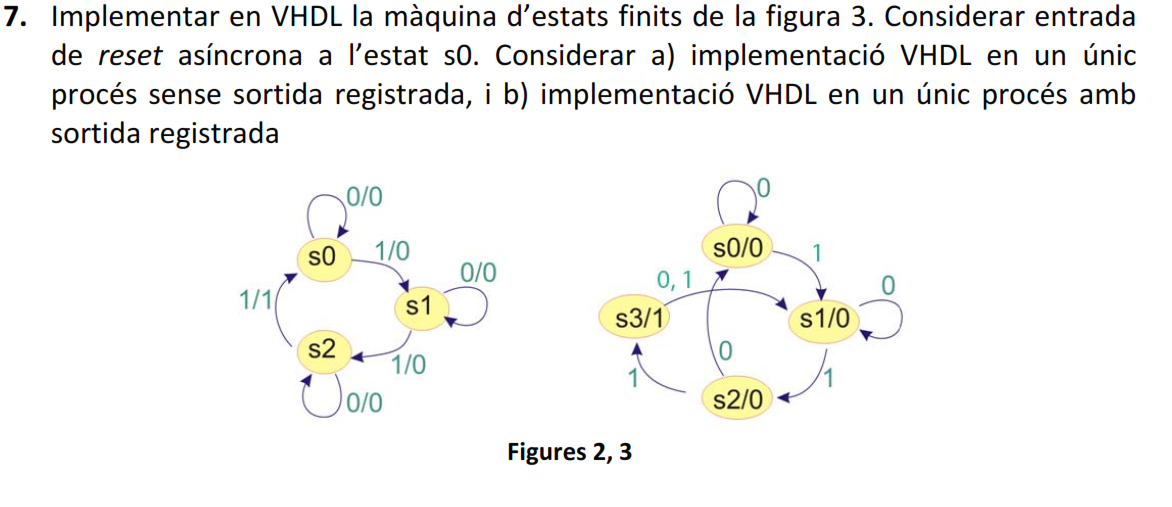 7. Implementar en VHDL la màquina d’estats finits de la figura 3. Considerar entrada
de reset asíncrona a l’estat s0. Considerar a) implementació VHDL en un únic
procés sense sortida registrada, i b) implementació VHDL en un únic procés amb
sortida registrada
0/0
s0
1/0
0/0
1/1
s1
s2
1/0
0/0
0
s0/0
1
0, 1
0
s3/1
s1/0
0
1
1
s2/0
Figures 2, 3